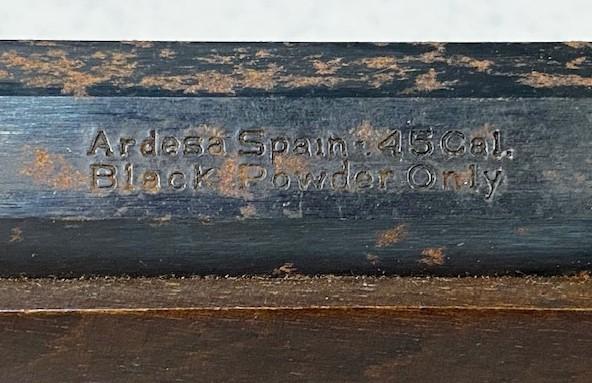 Ardesa Spain : .45 Cal.
Black Powder Only